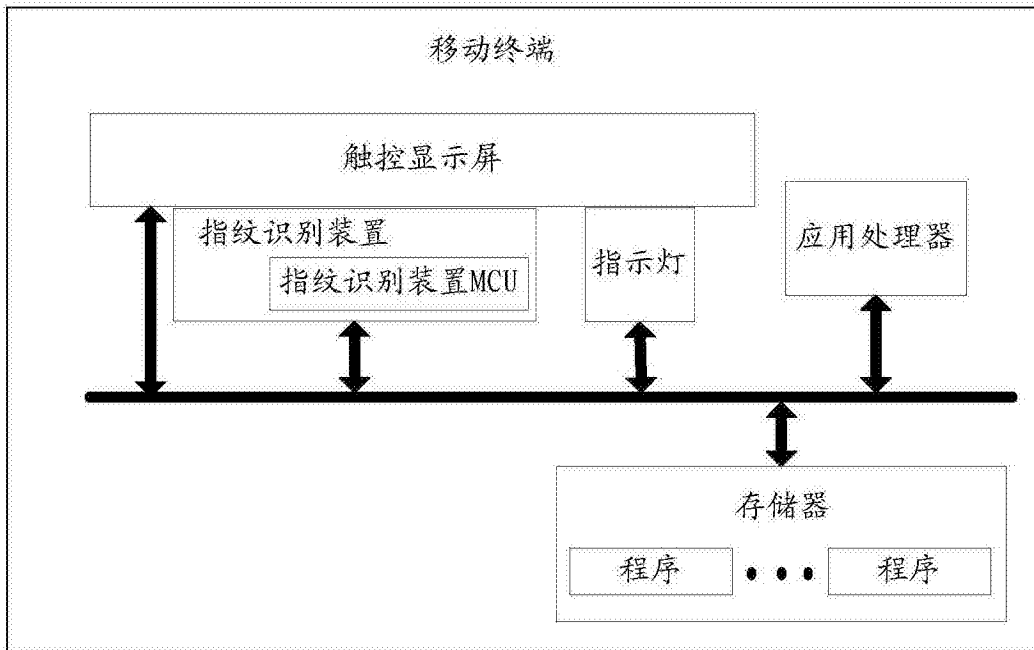 移动终端
触控显示屏
指纹识别装置
指纹识别装置MCU
指示灯
应用处理器
存储器
程序
程序